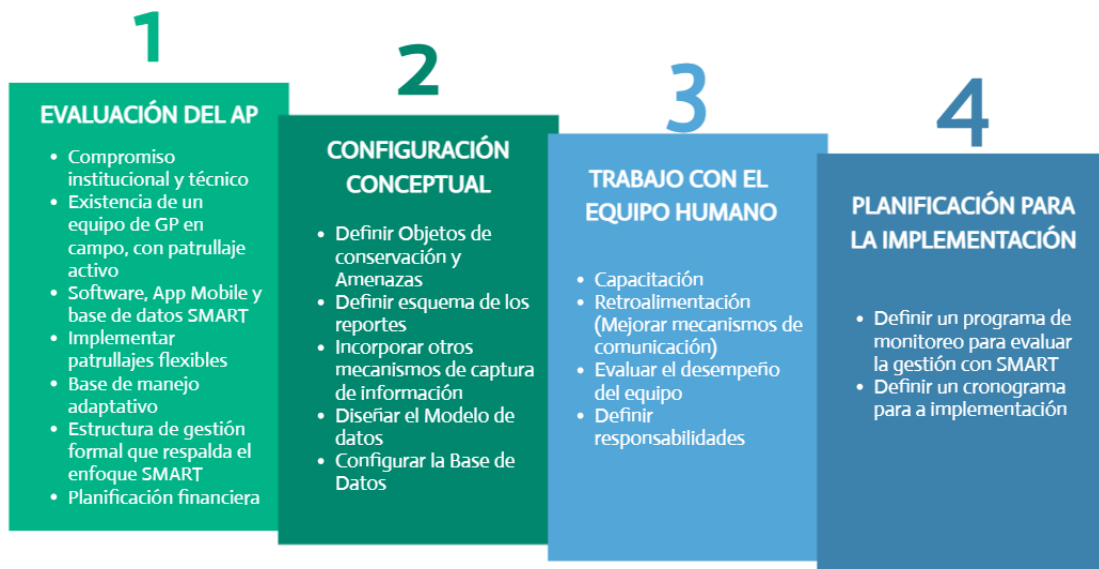 1
EVALUACIÓN DEL AP
• Compromiso
institucional y técnico
• Existencia de un
equipo de GP en
campo, con patrullaje
activo
• Software, App Mobile y
base de datos SMART
• Implementar
patrullajes flexibles
• Base de manejo
adaptativo
• Estructura de gestión
formal que respalda el
enfoque SMART
• Planificación financiera
2
CONFIGURACIÓN
CONCEPTUAL
• Definir Objetos de
conservación y
Amenazas
• Definir esquema de los
reportes
• Incorporar otros
mecanismos de captura
de información
• Diseñar el Modelo de
datos
• Configurar la Base de
Datos
3
TRABAJO CON EL
EQUIPO HUMANO
• Capacitación
• Retroalimentación
(Mejorar mecanismos de
comunicación)
• Evaluar el desempeño
del equipo
• Definir
responsabilidades
4
PLANIFICACIÓN PARA
LA IMPLEMENTACIÓN
• Definir un programa de
monitoreo para evaluar
la gestión con SMART
• Definir un cronograma
para a implementación